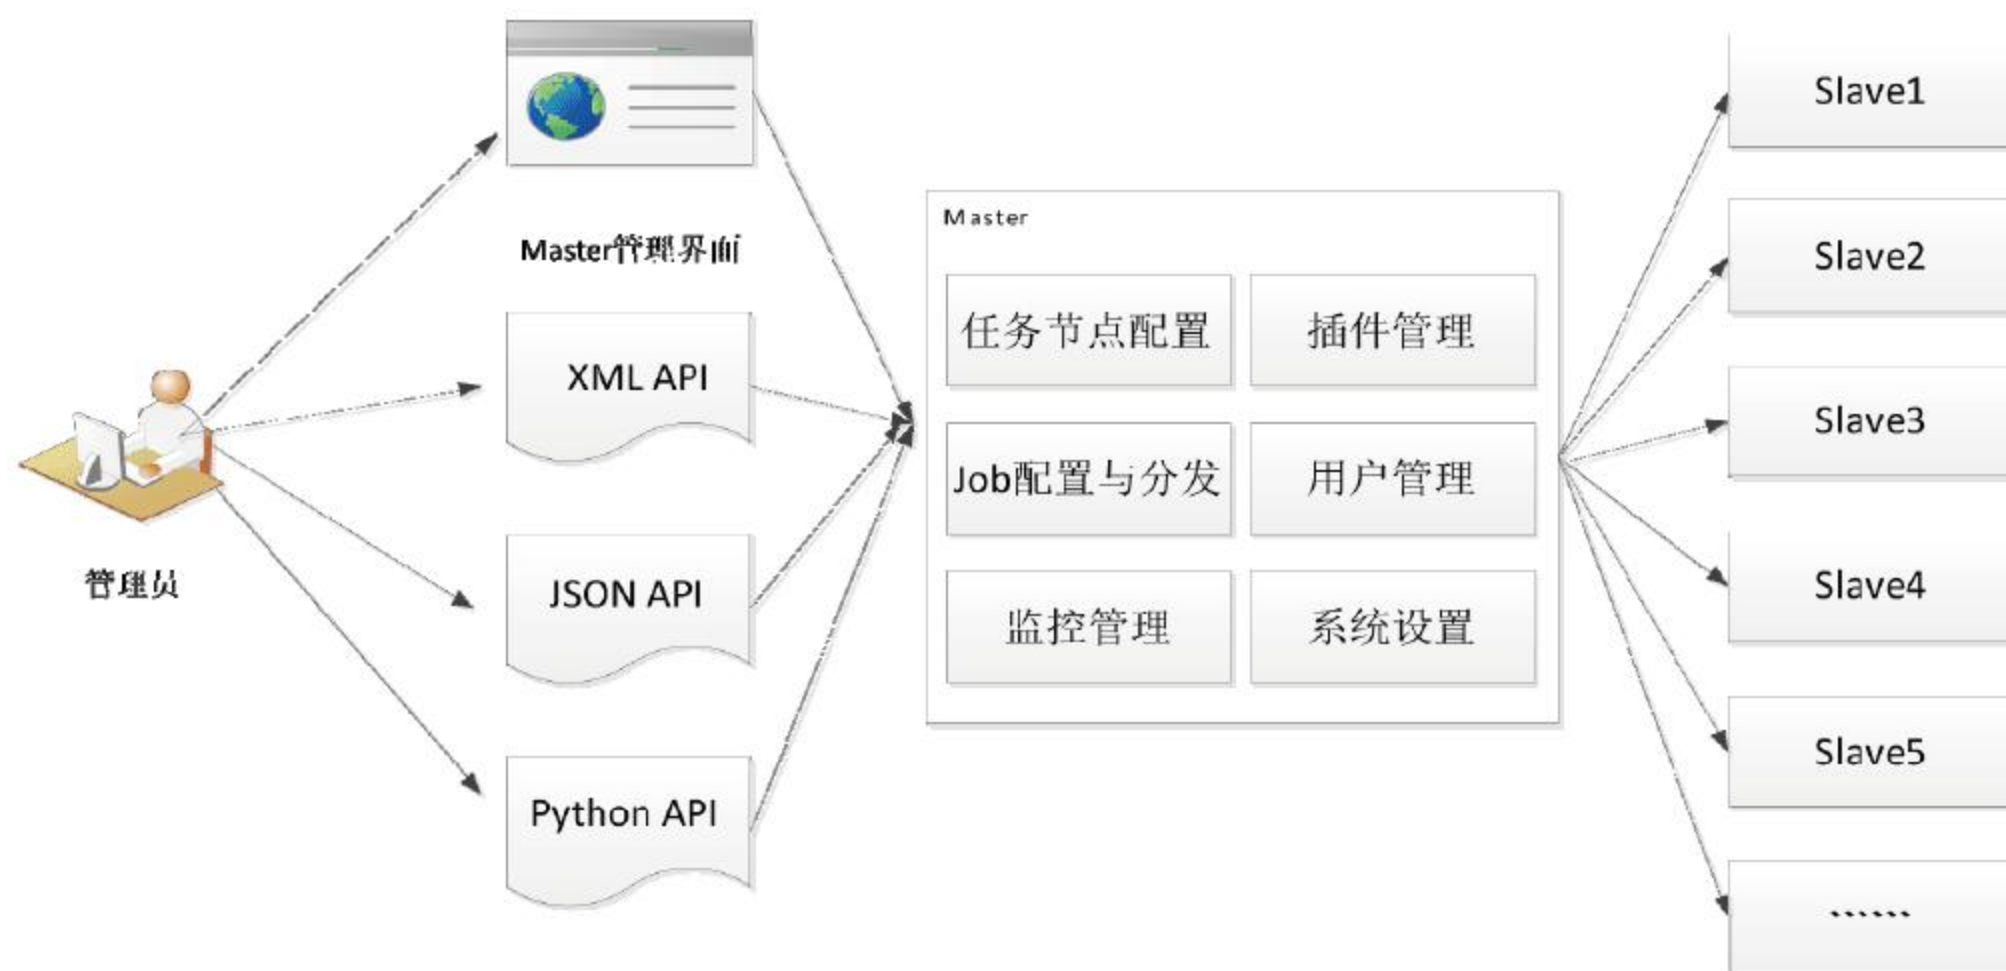 Master管理界面
XML API
JSON API
Python API
管理员
Master
任务节点配置
插件管理
Job配置与分发
用户管理
监控管理
系统设置
Slave1
Slave2
Slave3
Slave4
Slave5
......